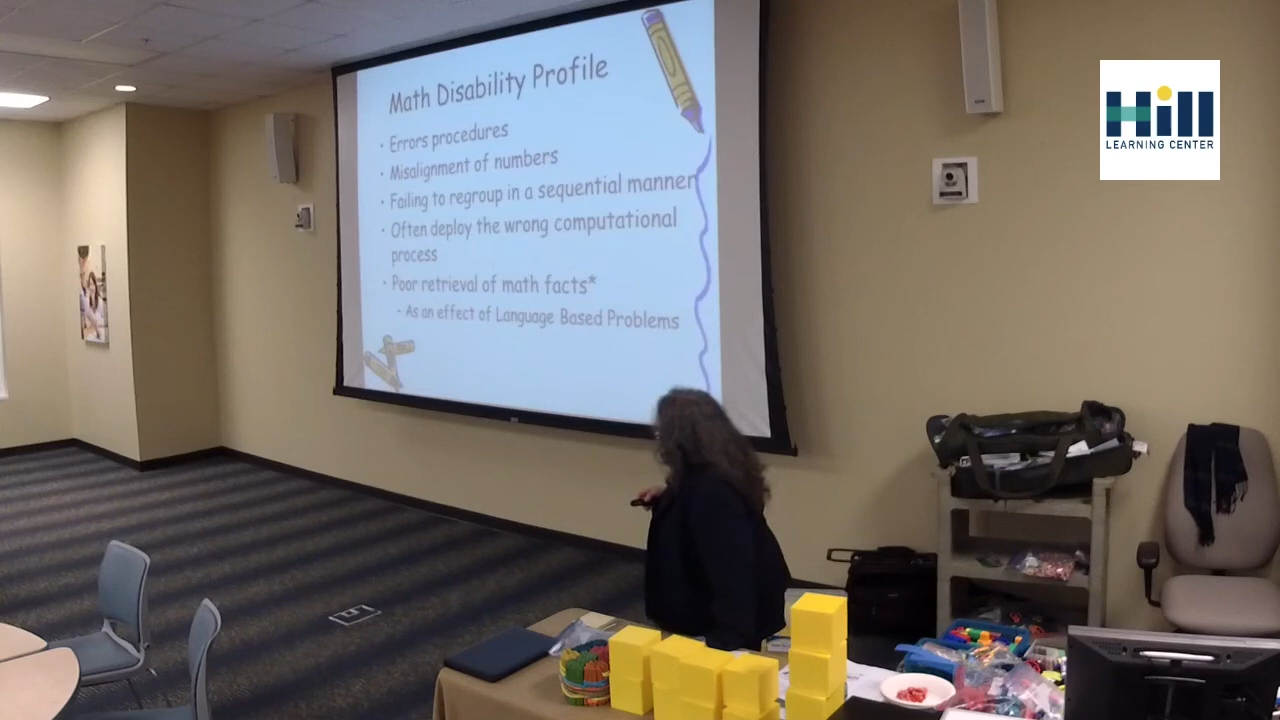 Math Disability Profile
• Errors procedures
• Misalignment of numbers
• Failing to regroup in a sequential manner
• Often deploy the wrong computational
process
• Poor retrieval of math facts*
- As an effect of Language Based Problems
Hill
LEARNING CENTER